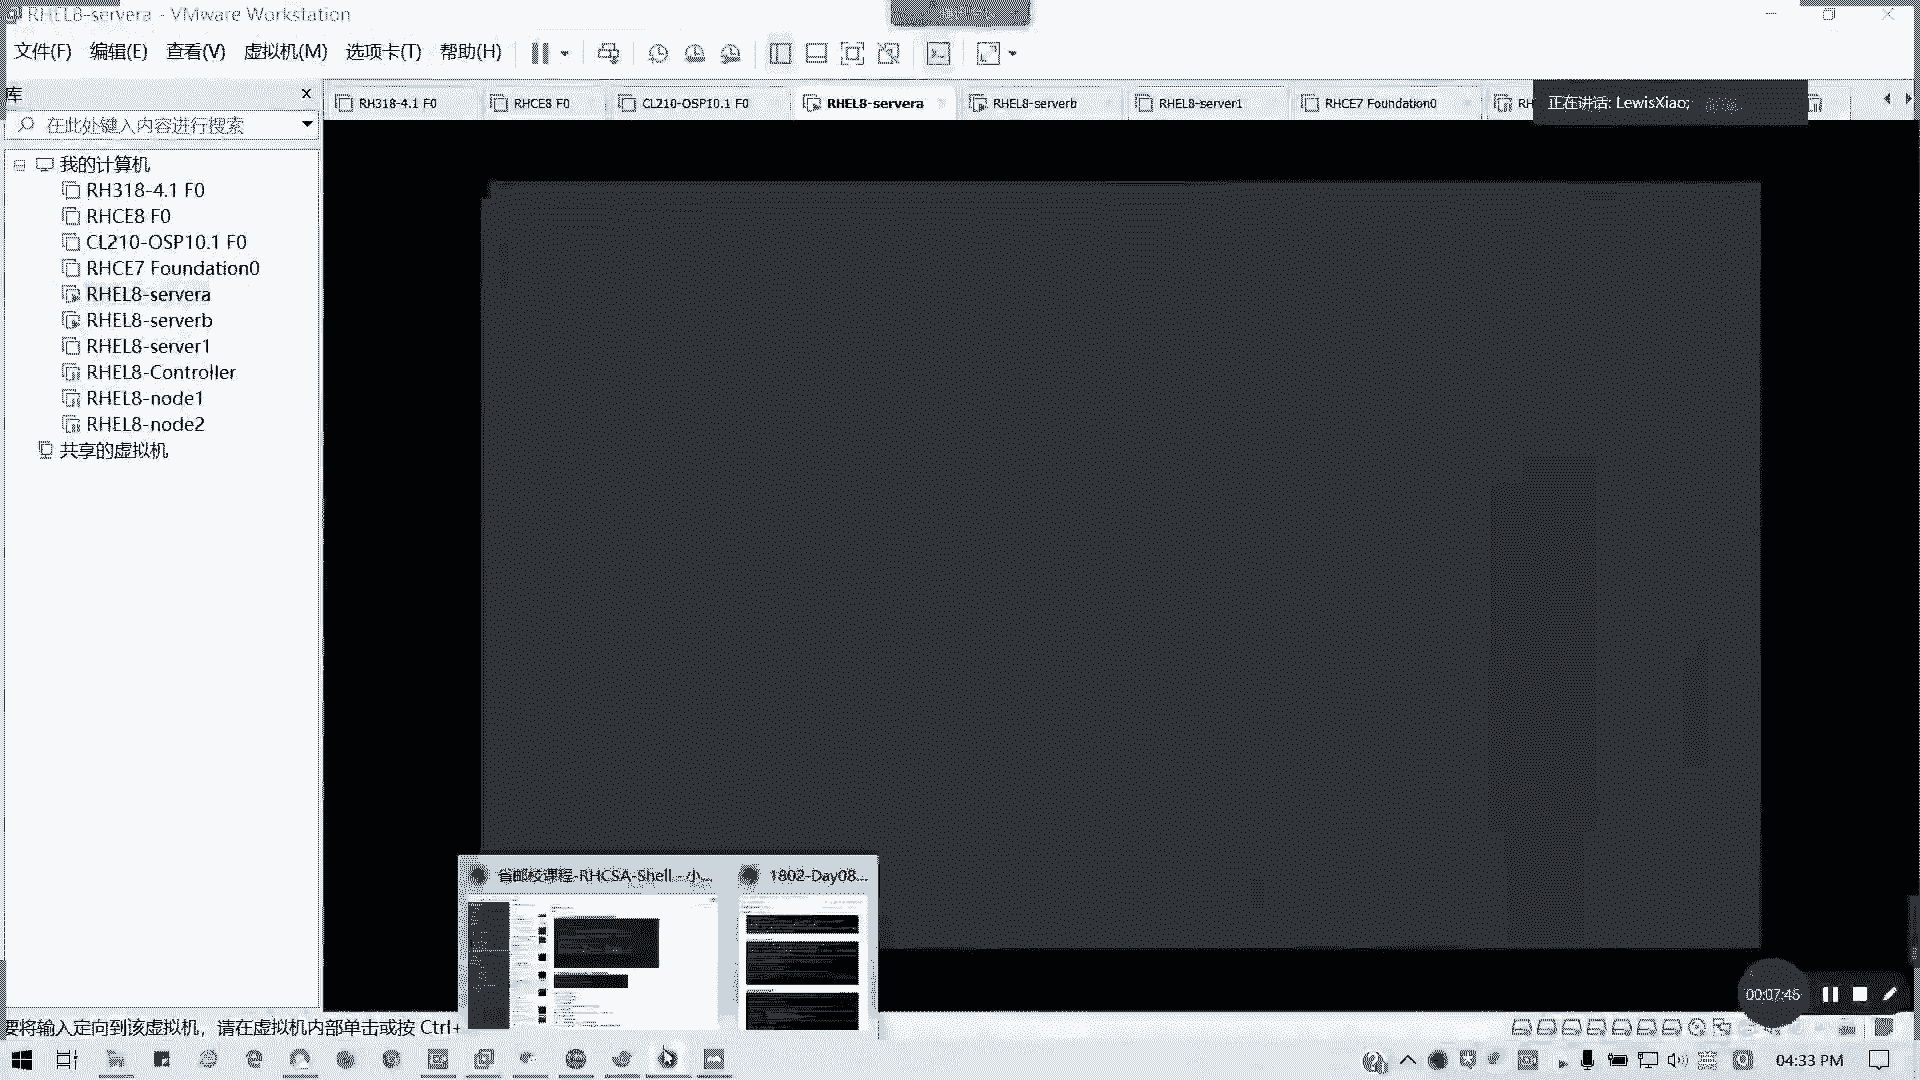 RHEL8-servera - VMware Workstation
文件(F) 编辑(E) 查看(V) 虚拟机(M) 选项卡(T) 帮助(H)
库
在此处键入内容进行搜索
我的计算机
RH318-4.1 F0
RHCE8 F0
CL210-OSP10.1 F0
RHCE7 Foundation0
RHEL8-servera
RHEL8-serverb
RHEL8-server1
RHEL8-Controller
RHEL8-node1
RHEL8-node2
共享的虚拟机
RH318-4.1 F0 RHCE8 F0 CL210-OSP10.1 F0 RHEL8-servera RHEL8-serverb RHEL8-server1 RHCE7 Foundation0 RH
正在讲话: LewisXiao;
省邮校课程-RHCSA-Shell - 小... 1802-Day08...
00:07:45
要将输入定向到该虚拟机，请在虚拟机内部单击或按 Ctrl+
04:33 PM